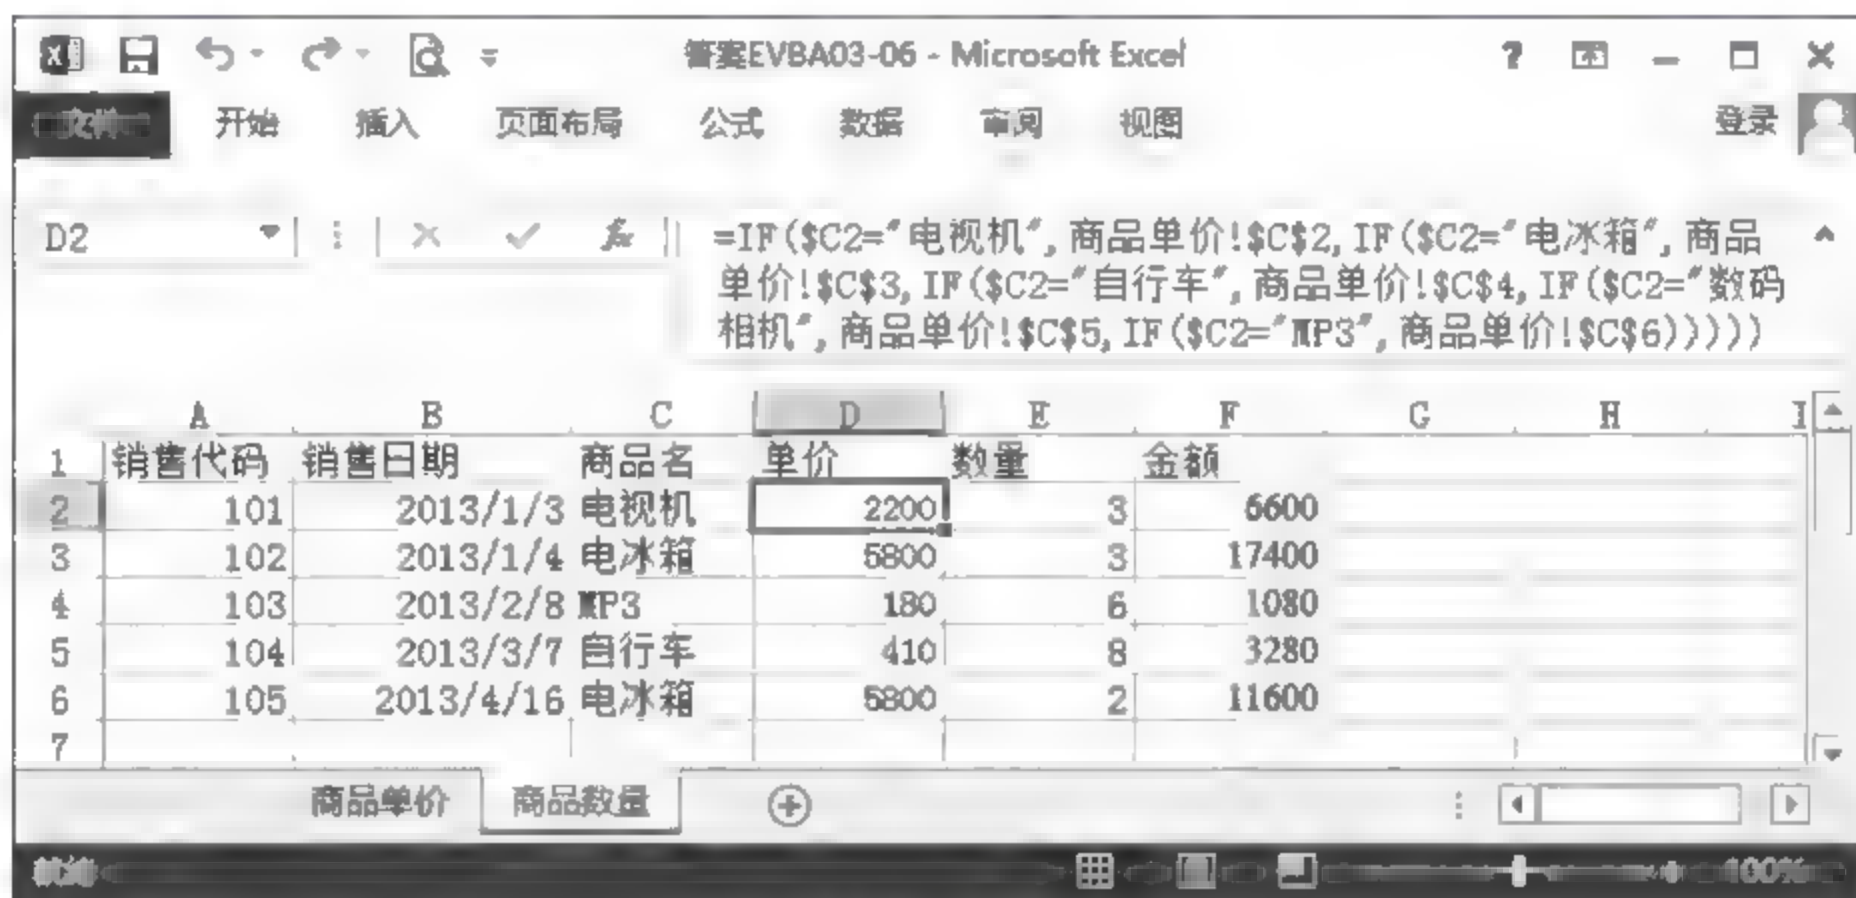 答案EVBA03-06 - Microsoft Excel
文件 开始 插入 页面布局 公式 数据 审阅 视图 登录
D2 fx =IF($C2="电视机",商品单价!$C$2,IF($C2="电冰箱",商品
单价!$C$3,IF($C2="自行车",商品单价!$C$4,IF($C2="数码
相机",商品单价!$C$5,IF($C2="MP3",商品单价!$C$6)))))
A B C D E F G H I
1 销售代码 销售日期 商品名 单价 数量 金额
2 101 2013/1/3 电视机 2200 3 6600
3 102 2013/1/4 电冰箱 5800 3 17400
4 103 2013/2/8 MP3 180 6 1080
5 104 2013/3/7 自行车 410 8 3280
6 105 2013/4/16 电冰箱 5800 2 11600
7
商品单价 商品数量
就绪 100%